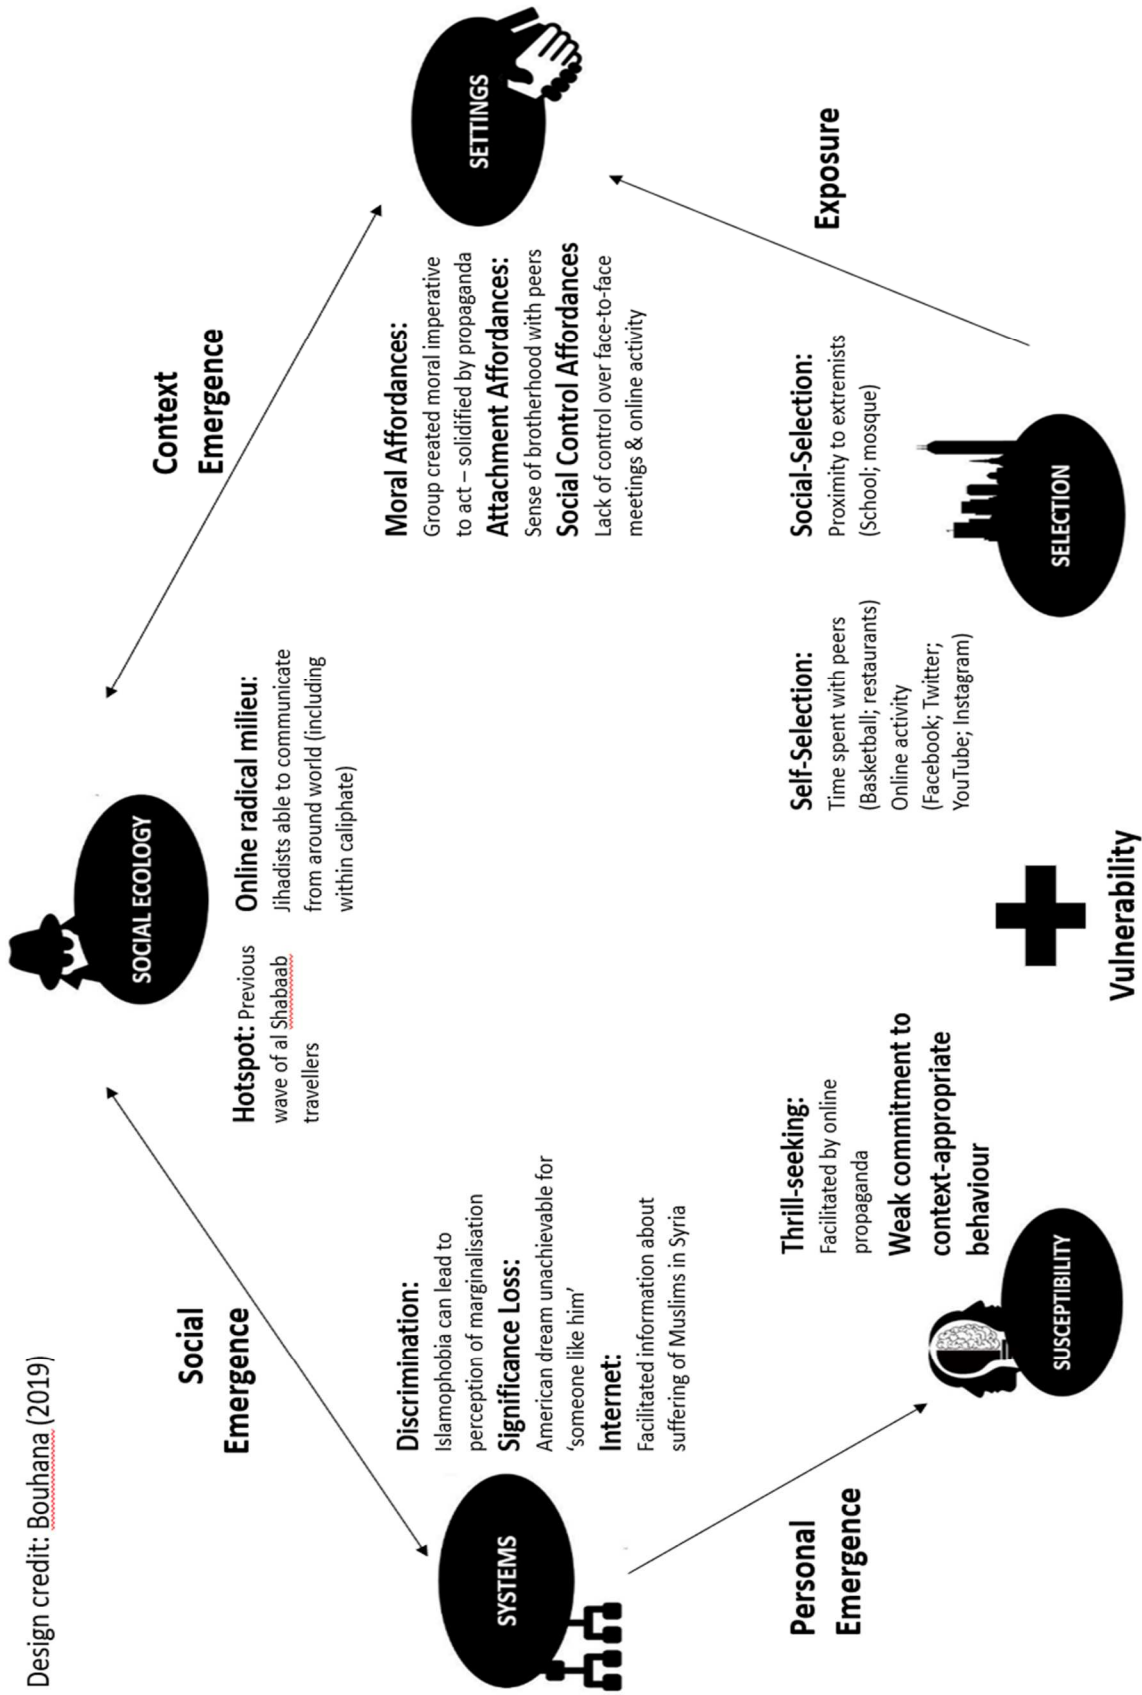 Design credit: Bouhana (2019)
SOCIAL ECOLOGY
Social
Emergence
Context
Emergence
Hotspot: Previous
wave of al Shabaab
travellers
Online radical milieu:
Jihadists able to communicate
from around world (including
within caliphate)
SYSTEMS
Discrimination:
Islamophobia can lead to
perception of marginalisation
Significance Loss:
American dream unachievable for
‘someone like him’
Internet:
Facilitated information about
suffering of Muslims in Syria
Moral Affordances:
Group created moral imperative
to act – solidified by propaganda
Attachment Affordances:
Sense of brotherhood with peers
Social Control Affordances
Lack of control over face-to-face
meetings & online activity
SETTINGS
Personal
Emergence
Thrill-seeking:
Facilitated by online
propaganda
Weak commitment to
context-appropriate
behaviour
SUSCEPTIBILITY
Vulnerability
Self-Selection:
Time spent with peers
(Basketball; restaurants)
Online activity
(Facebook; Twitter;
YouTube; Instagram)
Social-Selection:
Proximity to extremists
(School; mosque)
SELECTION
Exposure